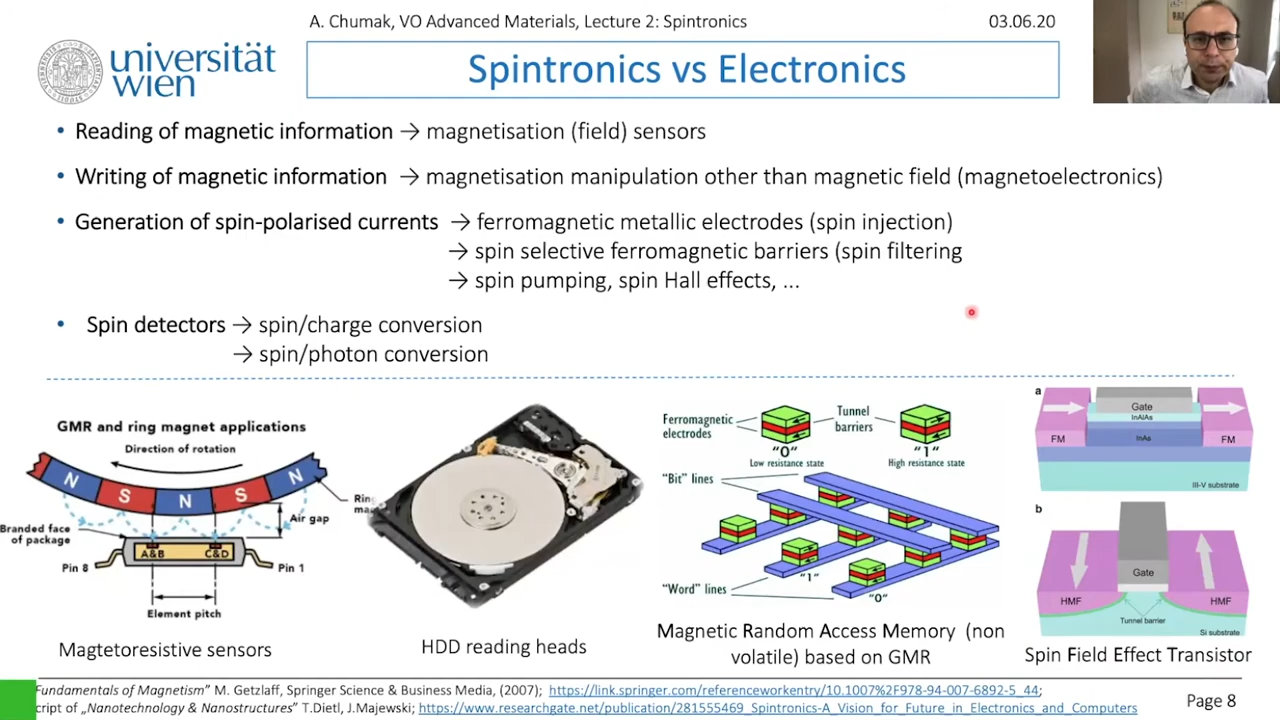 A. Chumak, VO Advanced Materials, Lecture 2: Spintronics
03.06.20
universität
wien
Spintronics vs Electronics
• Reading of magnetic information → magnetisation (field) sensors
• Writing of magnetic information → magnetisation manipulation other than magnetic field (magnetoelectronics)
• Generation of spin-polarised currents → ferromagnetic metallic electrodes (spin injection)
→ spin selective ferromagnetic barriers (spin filtering
→ spin pumping, spin Hall effects, ...
• Spin detectors → spin/charge conversion
→ spin/photon conversion
GMR and ring magnet applications
Direction of rotation
N S N S N
Ring
Air gap
Branded face
of package
A&B C&D
Pin 8
Pin 1
Element pitch
Magtetoresistive sensors
HDD reading heads
Ferromagnetic
electrodes
Tunnel
barriers
"0"
Low resistance state
"1"
High resistance state
"Bit" lines
"Word" lines
"1"
"0"
Magnetic Random Access Memory (non
volatile) based on GMR
a
Gate
InAlAs
FM
InAs
FM
III-V substrate
b
Gate
HMF
HMF
Tunnel barrier
Si substrate
Spin Field Effect Transistor
Fundamentals of Magnetism" M. Getzlaff, Springer Science & Business Media, (2007); https://link.springer.com/referenceworkentry/10.1007%2F978-94-007-6892-5_44;
cript of „Nanotechnology & Nanostructures" T.Dietl, J.Majewski; https://www.researchgate.net/publication/281555469_Spintronics-A_Vision_for_Future_in_Electronics_and_Computers
Page 8